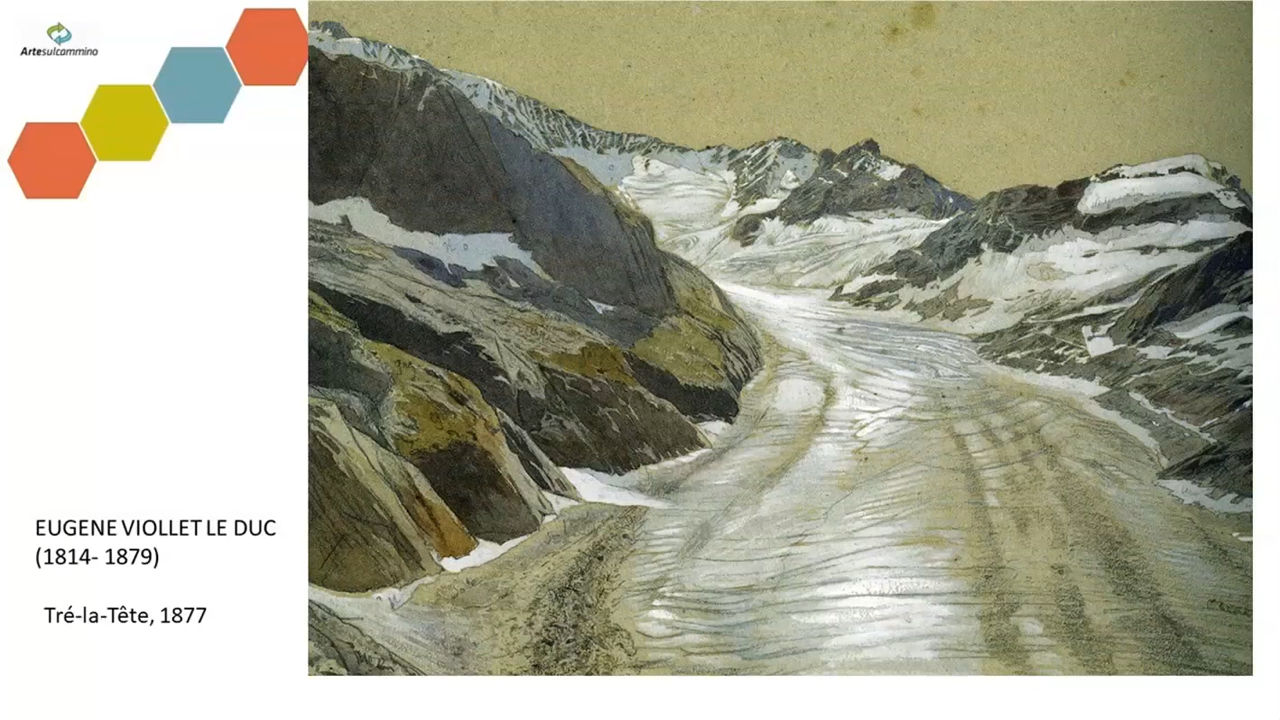 Artesulcammino
EUGENE VIOLLET LE DUC
(1814- 1879)
Tré-la-Tête, 1877